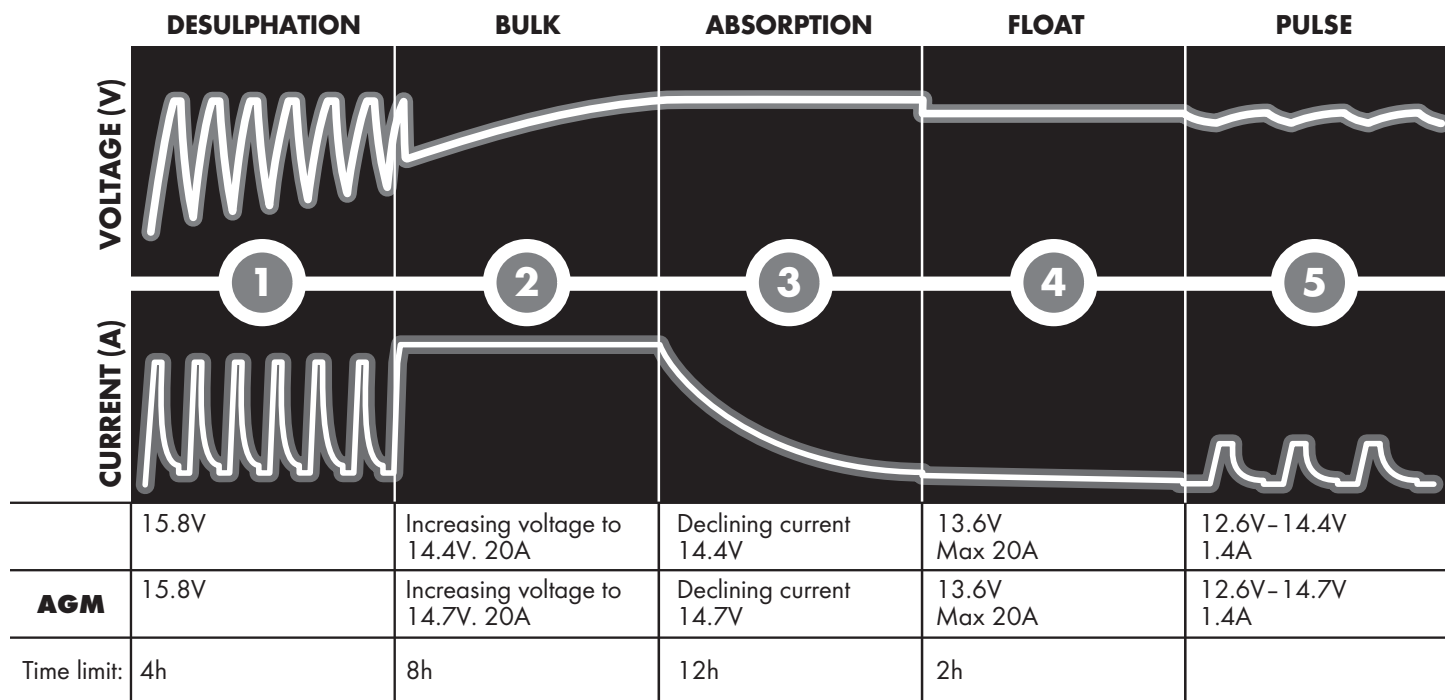 DESULPHATION BULK ABSORPTION FLOAT PULSE
VOLTAGE (V)
1 2 3 4 5
CURRENT (A)
15.8V
Increasing voltage to
14.4V. 20A
Declining current
14.4V
13.6V
Max 20A
12.6V–14.4V
1.4A
AGM
15.8V
Increasing voltage to
14.7V. 20A
Declining current
14.7V
13.6V
Max 20A
12.6V–14.7V
1.4A
Time limit: 4h 8h 12h 2h